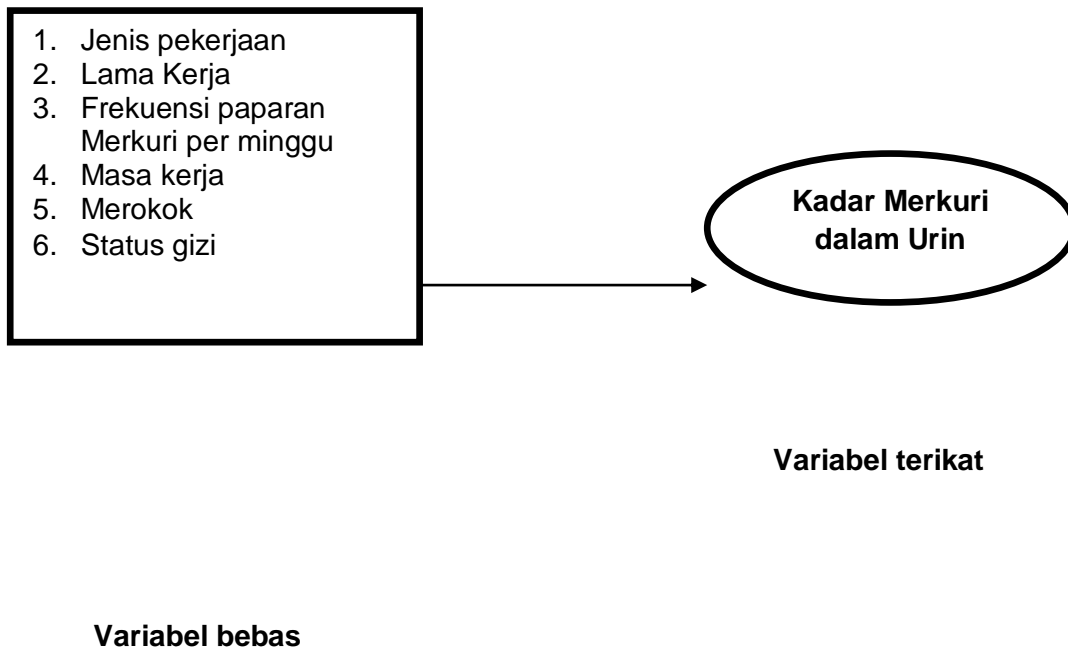 1. Jenis pekerjaan
2. Lama Kerja
3. Frekuensi paparan
Merkuri per minggu
4. Masa kerja
5. Merokok
6. Status gizi
Kadar Merkuri
dalam Urin
Variabel terikat
Variabel bebas